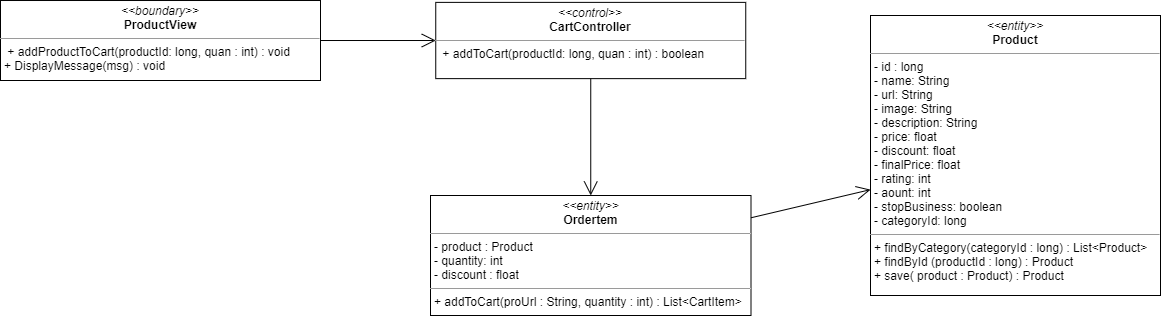 <<boundary>>
ProductView
+ addProductToCart(productId: long, quan : int) : void
+ DisplayMessage(msg) : void
<<control>>
CartController
+ addToCart(productId: long, quan : int) : boolean
<<entity>>
Product
- id : long
- name: String
- url: String
- image: String
- description: String
- price: float
- discount: float
- finalPrice: float
- rating: int
- aount: int
- stopBusiness: boolean
- categoryId: long
+ findByCategory(categoryId : long) : List<Product>
+ findById (productId : long) : Product
+ save( product : Product) : Product
<<entity>>
Ordertem
- product : Product
- quantity: int
- discount : float
+ addToCart(proUrl : String, quantity : int) : List<CartItem>